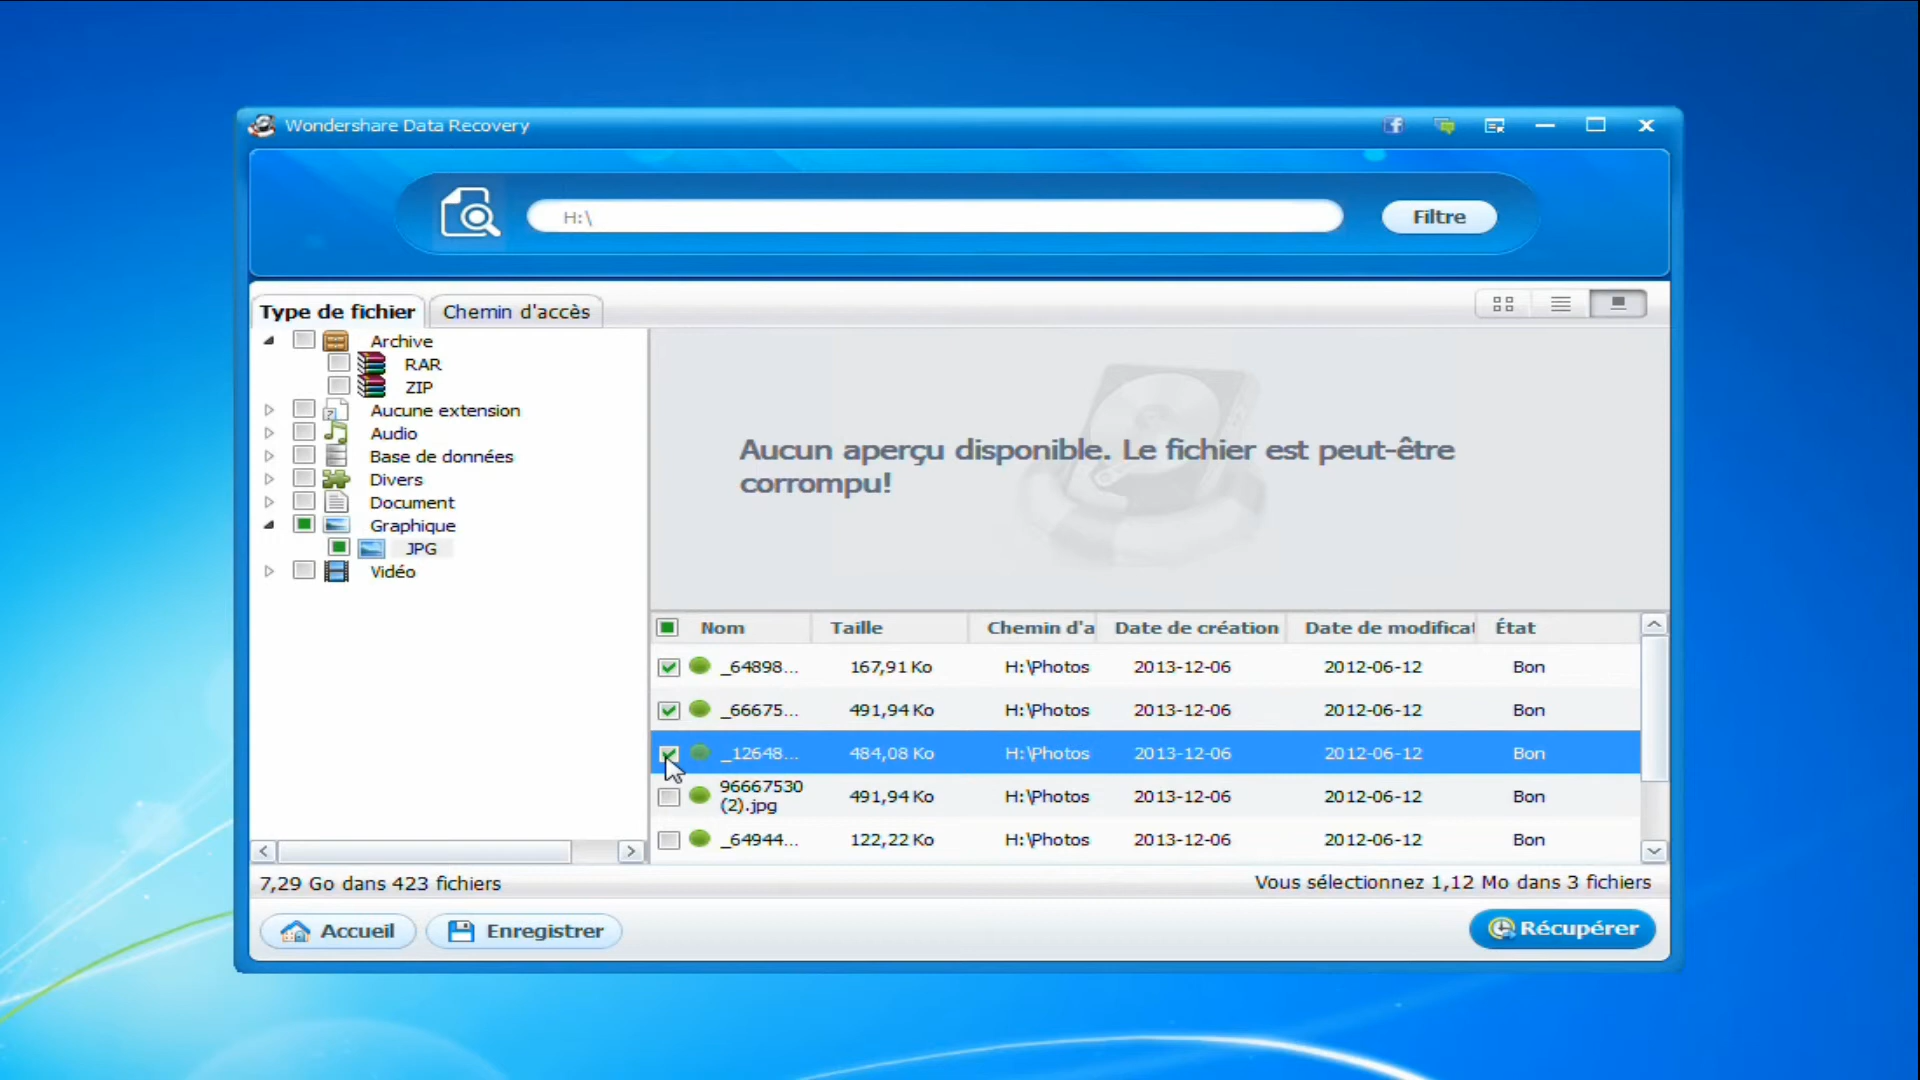 Wondershare Data Recovery
H:\
Filtre
Type de fichier
Chemin d'accès
Archive
RAR
ZIP
Aucune extension
Audio
Base de données
Divers
Document
Graphique
JPG
Vidéo
Aucun aperçu disponible. Le fichier est peut-être
corrompu!
Nom Taille Chemin d'a Date de création Date de modificat État
_64898... 167,91 Ko H:\Photos 2013-12-06 2012-06-12 Bon
_66675... 491,94 Ko H:\Photos 2013-12-06 2012-06-12 Bon
_12648... 484,08 Ko H:\Photos 2013-12-06 2012-06-12 Bon
96667530
(2).jpg 491,94 Ko H:\Photos 2013-12-06 2012-06-12 Bon
_64944... 122,22 Ko H:\Photos 2013-12-06 2012-06-12 Bon
7,29 Go dans 423 fichiers
Vous sélectionnez 1,12 Mo dans 3 fichiers
Accueil
Enregistrer
Récupérer